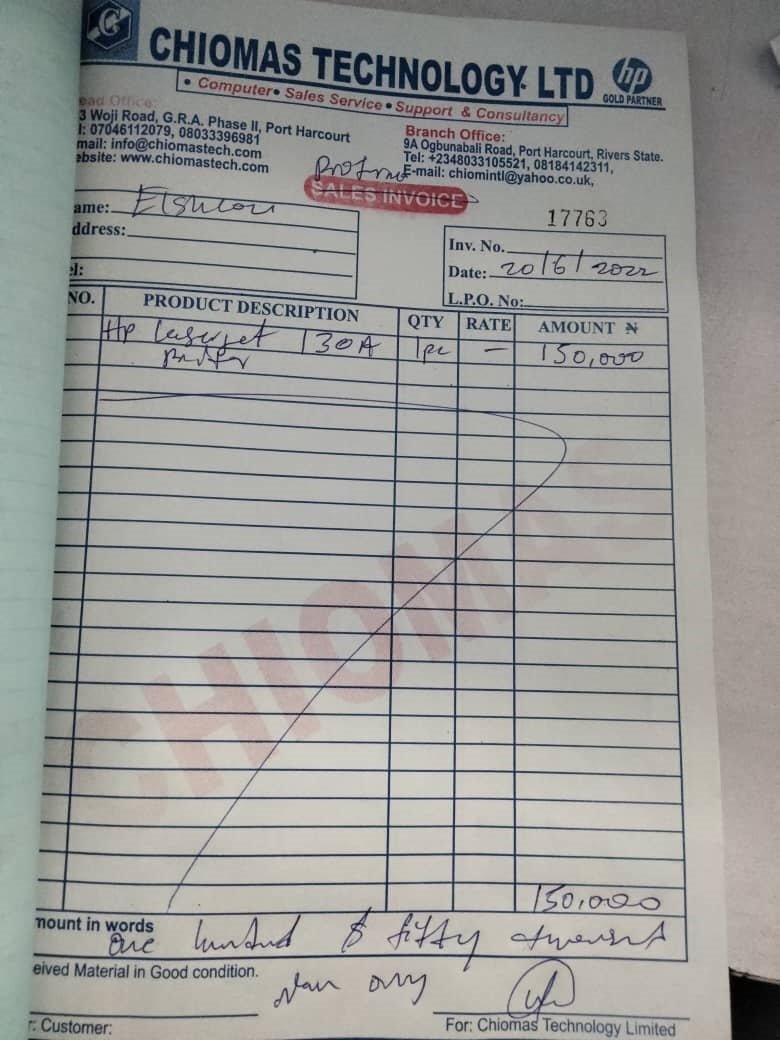 CHIOMAS TECHNOLOGY LTD
hp
GOLD PARTNER
• Computer • Sales Service • Support & Consultancy
ead Office:
3 Woji Road, G.R.A. Phase II, Port Harcourt
l: 07046112079, 08033396981
mail: info@chiomastech.com
ebsite: www.chiomastech.com
Branch Office:
9A Ogbunabali Road, Port Harcourt, Rivers State.
Tel: +2348033105521, 08184142311,
E-mail: chiomintl@yahoo.co.uk,
SALES INVOICE
17763
ame:
ddress:
el:
Inv. No.
Date: 20/6/2022
L.P.O. No:
NO. PRODUCT DESCRIPTION QTY RATE AMOUNT ₦
Hp Laserjet 130A 1pc – 150,000
Printer
CHIOMAS
150,000
mount in words
One hundred & fifty thousand
Nair only
eived Material in Good condition.
r: Customer:
For: Chiomas Technology Limited